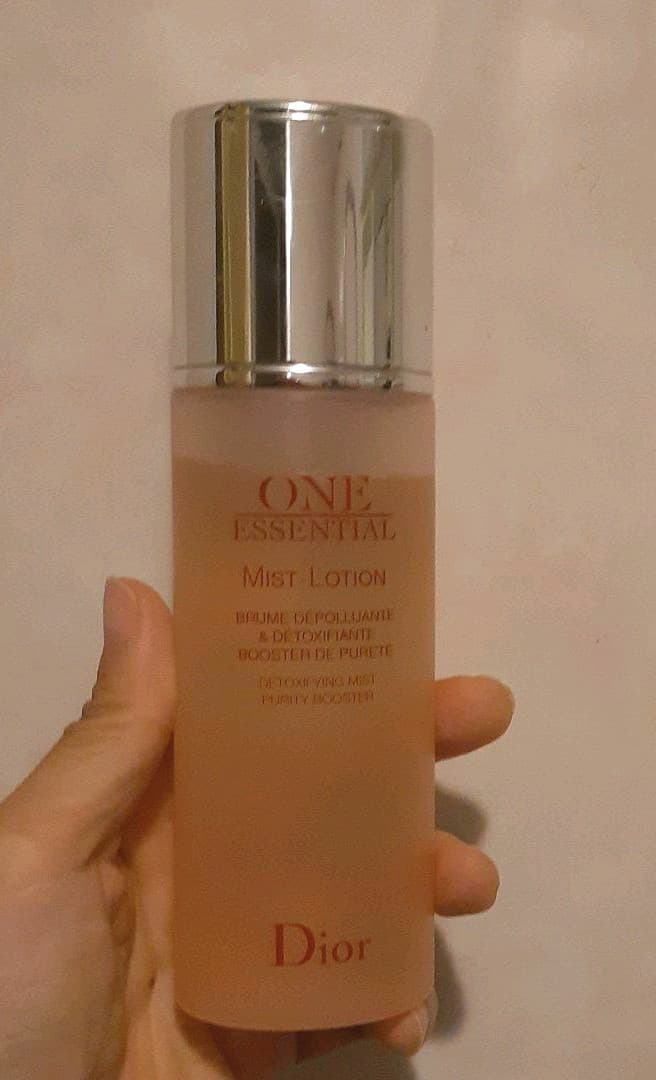 ONE
ESSENTIAL
MIST-LOTION
BRUME DÉPOLLUANTE
& DÉTOXIFIANTE
BOOSTER DE PURETÉ
DETOXIFYING MIST
PURITY BOOSTER
Dior